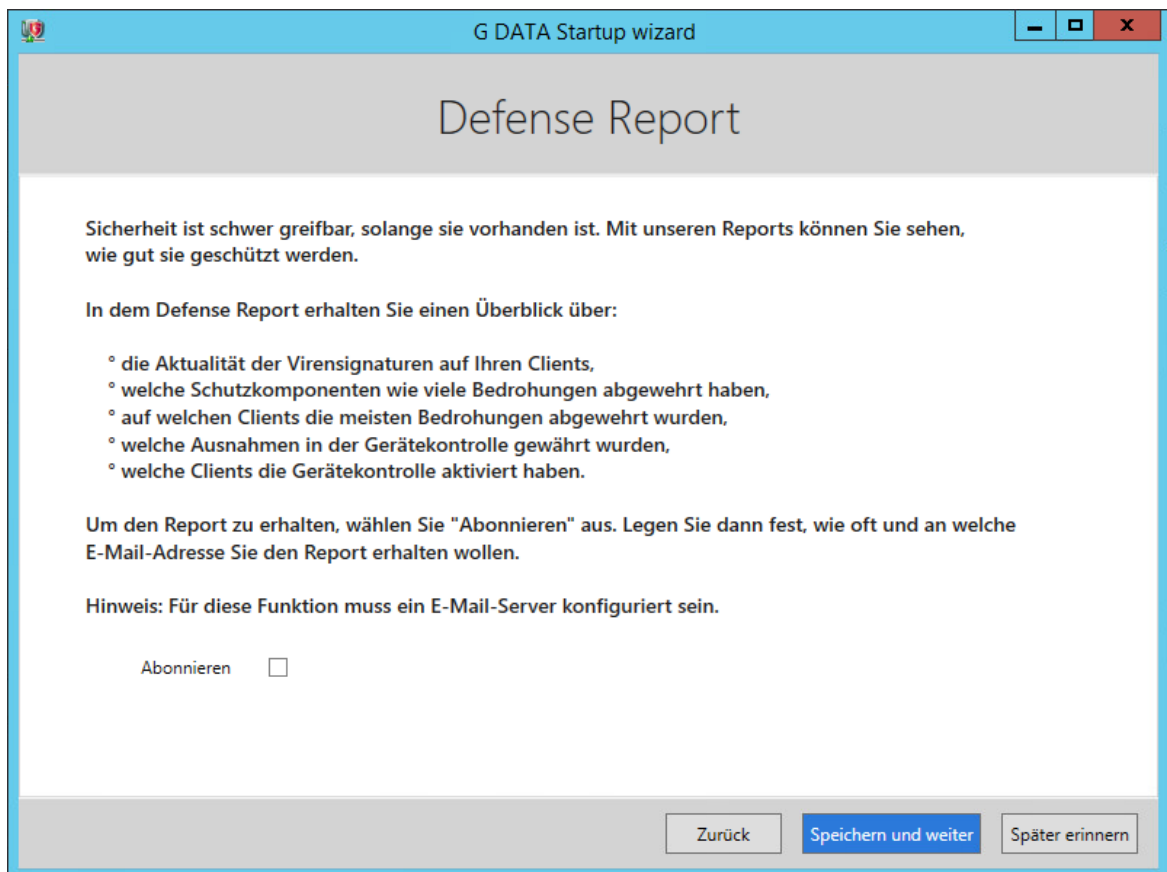 G DATA Startup wizard
Defense Report
Sicherheit ist schwer greifbar, solange sie vorhanden ist. Mit unseren Reports können Sie sehen,
wie gut sie geschützt werden.
In dem Defense Report erhalten Sie einen Überblick über:
° die Aktualität der Virensignaturen auf Ihren Clients,
° welche Schutzkomponenten wie viele Bedrohungen abgewehrt haben,
° auf welchen Clients die meisten Bedrohungen abgewehrt wurden,
° welche Ausnahmen in der Gerätekontrolle gewährt wurden,
° welche Clients die Gerätekontrolle aktiviert haben.
Um den Report zu erhalten, wählen Sie "Abonnieren" aus. Legen Sie dann fest, wie oft und an welche
E-Mail-Adresse Sie den Report erhalten wollen.
Hinweis: Für diese Funktion muss ein E-Mail-Server konfiguriert sein.
Abonnieren
Zurück
Speichern und weiter
Später erinnern